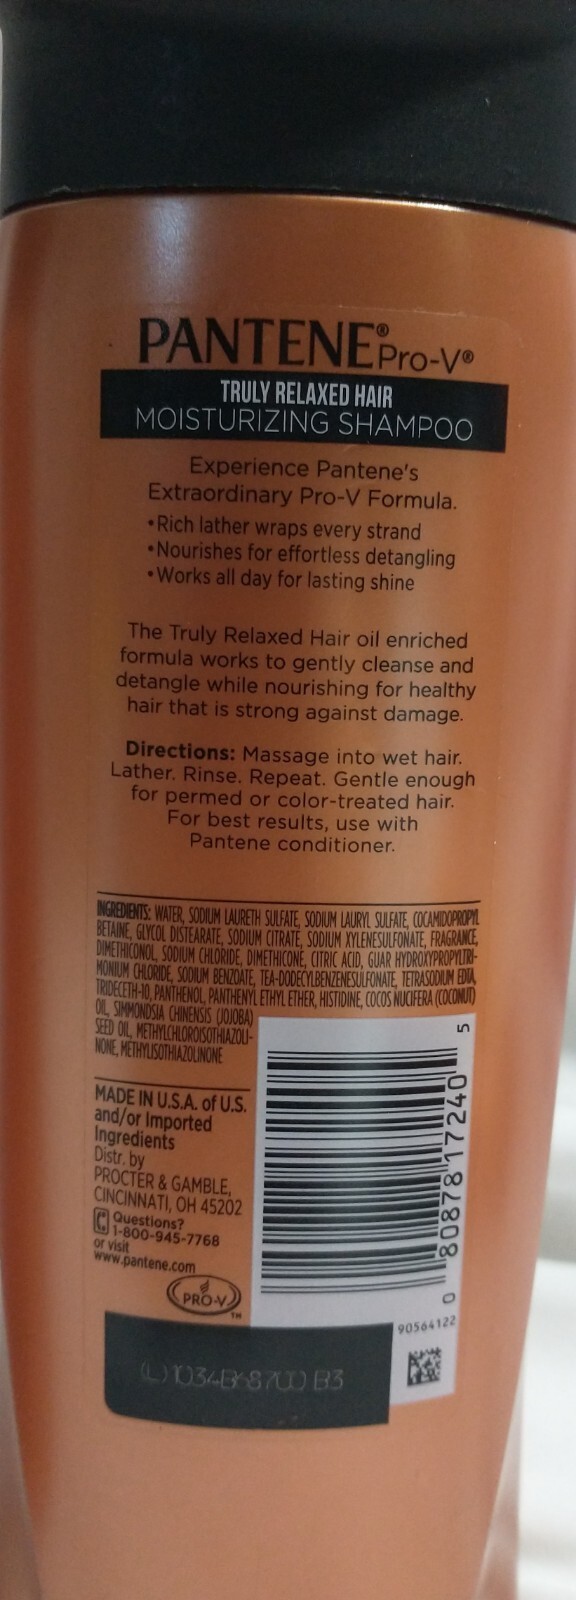 PANTENE® Pro-V®
TRULY RELAXED HAIR
MOISTURIZING SHAMPOO
Experience Pantene's
Extraordinary Pro-V Formula.
•Rich lather wraps every strand
•Nourishes for effortless detangling
•Works all day for lasting shine
The Truly Relaxed Hair oil enriched
formula works to gently cleanse and
detangle while nourishing for healthy
hair that is strong against damage.
Directions: Massage into wet hair.
Lather. Rinse. Repeat. Gentle enough
for permed or color-treated hair.
For best results, use with
Pantene conditioner.
INGREDIENTS: WATER, SODIUM LAURETH SULFATE, SODIUM LAURYL SULFATE, COCAMIDOPROPYL
BETAINE, GLYCOL DISTEARATE, SODIUM CITRATE, SODIUM XYLENESULFONATE, FRAGRANCE,
DIMETHICONOL, SODIUM CHLORIDE, DIMETHICONE, CITRIC ACID, GUAR HYDROXYPROPYLTRI-
MONIUM CHLORIDE, SODIUM BENZOATE, TEA-DODECYLBENZENESULFONATE, TETRASODIUM EDTA,
TRIDECETH-10, PANTHENOL, PANTHENYL ETHYL ETHER, HISTIDINE, COCOS NUCIFERA (COCONUT)
OIL, SIMMONDSIA CHINENSIS (JOJOBA)
SEED OIL, METHYLCHLOROISOTHIAZOLI-
NONE, METHYLISOTHIAZOLINONE
MADE IN U.S.A. of U.S.
and/or Imported
Ingredients
Distr. by
PROCTER & GAMBLE,
CINCINNATI, OH 45202
Questions?
1-800-945-7768
or visit
www.pantene.com
PRO-V™
0 80878 17240 5
90564122